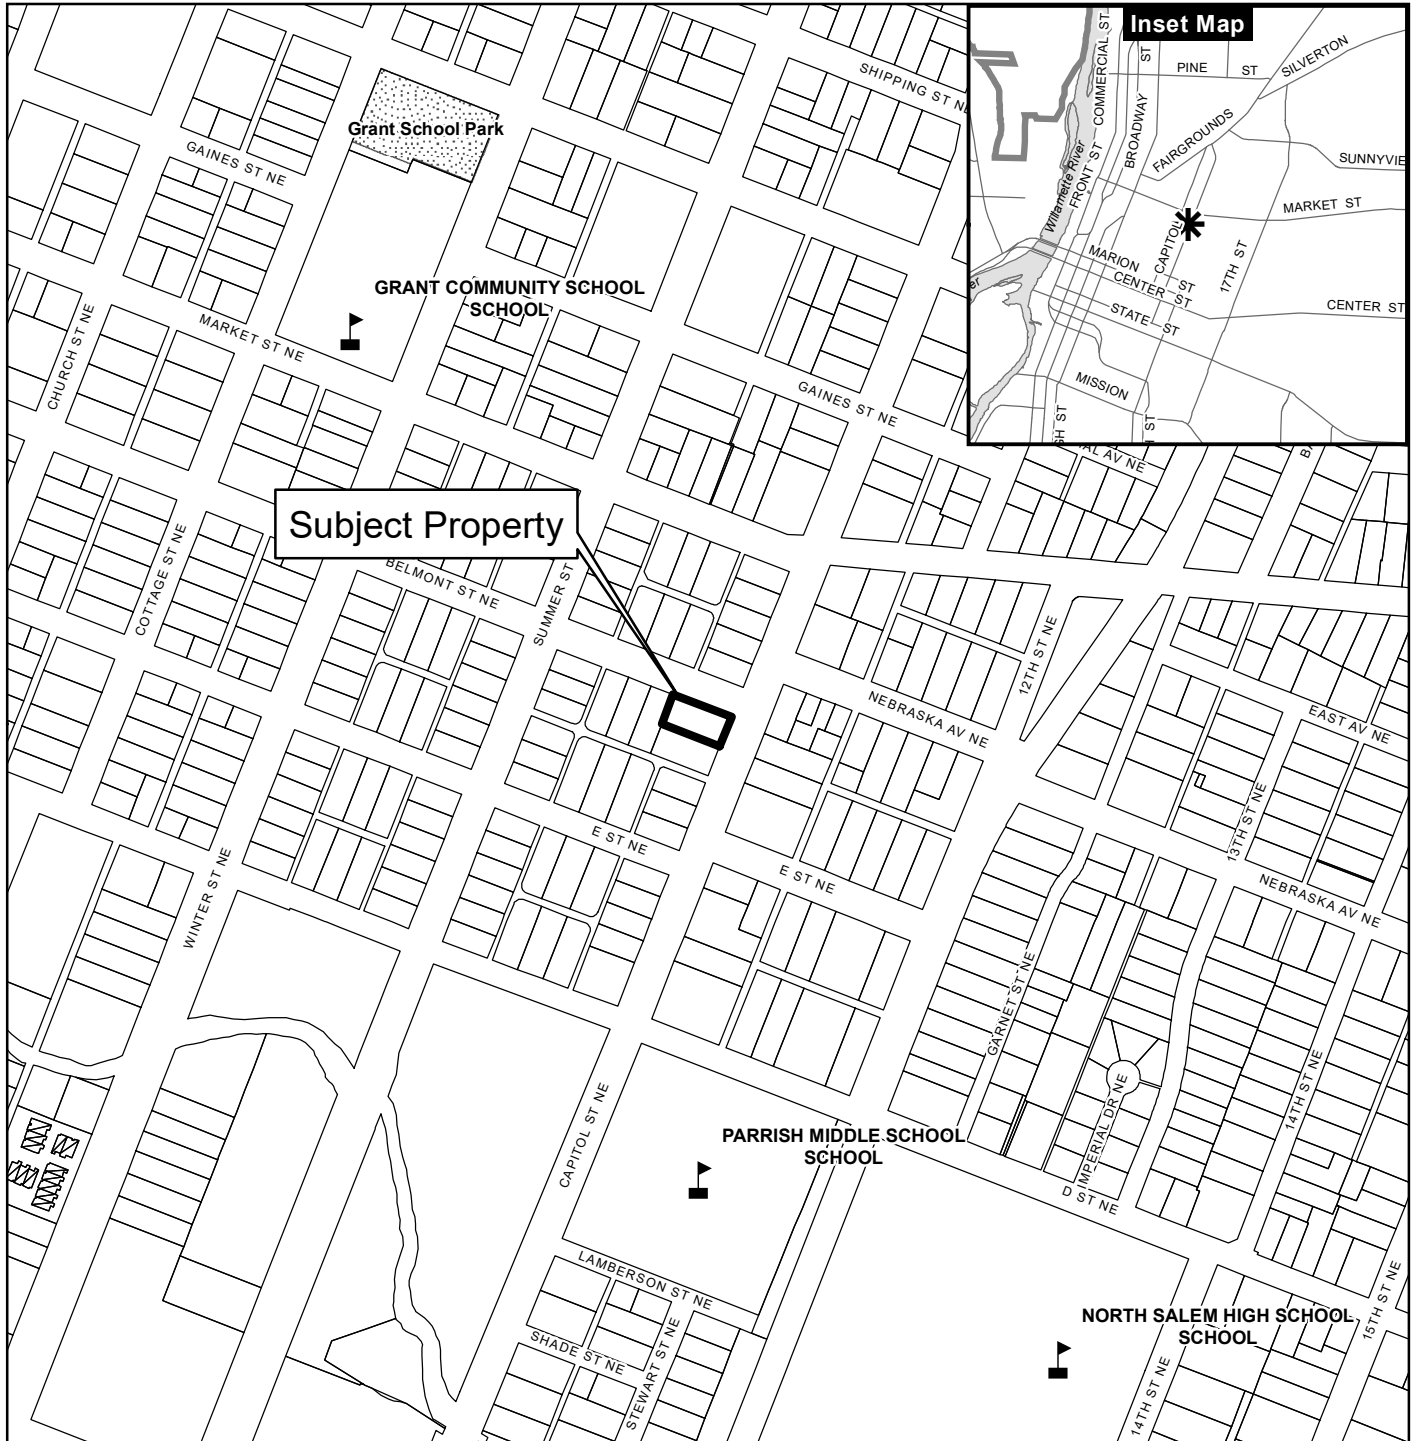 Inset Map
COMMERCIAL ST
ST
PINE ST
SILVERTON
BROADWAY
FAIRGROUNDS
SUNNYVIE
Willamette River
FRONT ST
MARKET ST
CAPITOL
17TH ST
MARION ST
CENTER ST
CENTER ST
STATE ST
MISSION
ST
SHIPPING ST NE
Grant School Park
GAINES ST NE
GRANT COMMUNITY SCHOOL
SCHOOL
CHURCH ST NE
MARKET ST NE
GAINES ST NE
AL AV NE
Subject Property
BELMONT ST NE
COTTAGE ST NE
SUMMER ST
12TH ST NE
NEBRASKA AV NE
EAST AV NE
13TH ST NE
E ST NE
E ST NE
NEBRASKA AV NE
WINTER ST NE
GARNET ST NE
IMPERIAL DR NE
14TH ST NE
CAPITOL ST NE
PARRISH MIDDLE SCHOOL
SCHOOL
D ST NE
LAMBERSON ST NE
SHADE ST NE
STEWART ST NE
NORTH SALEM HIGH SCHOOL
SCHOOL
15TH ST NE
14TH ST NE